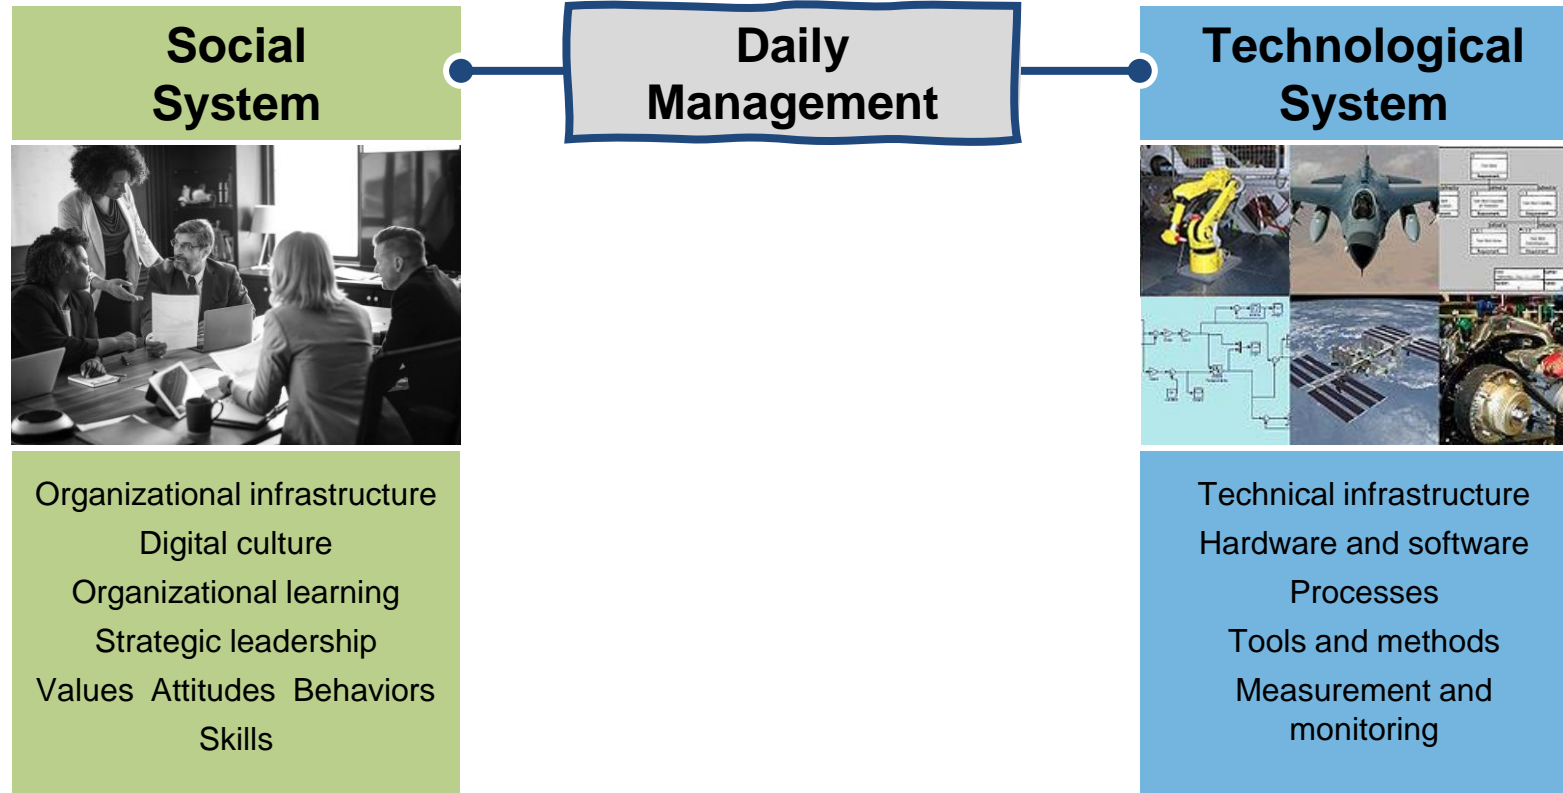 Social
System
Daily
Management
Technological
System
Organizational infrastructure
Digital culture
Organizational learning
Strategic leadership
Values Attitudes Behaviors
Skills
Technical infrastructure
Hardware and software
Processes
Tools and methods
Measurement and
monitoring